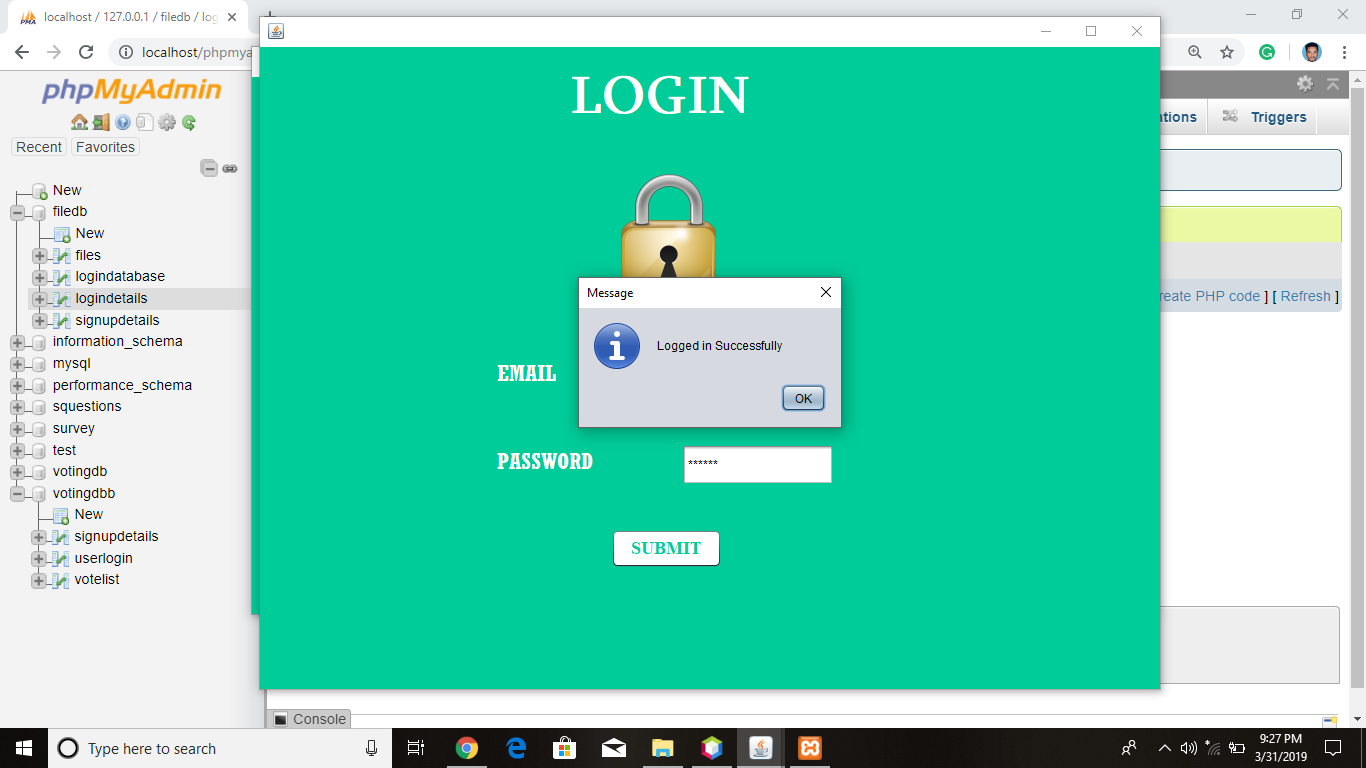 localhost / 127.0.0.1 / filedb / log
localhost/phpmya
phpMyAdmin
Recent
Favorites
New
filedb
New
files
logindatabase
logindetails
signupdetails
information_schema
mysql
performance_schema
squestions
survey
test
votingdb
votingdbb
New
signupdetails
userlogin
votelist
LOGIN
Message
Logged in Successfully
OK
EMAIL
PASSWORD
******
SUBMIT
ations
Triggers
reate PHP code ] [ Refresh ]
Console
Type here to search
9:27 PM
3/31/2019